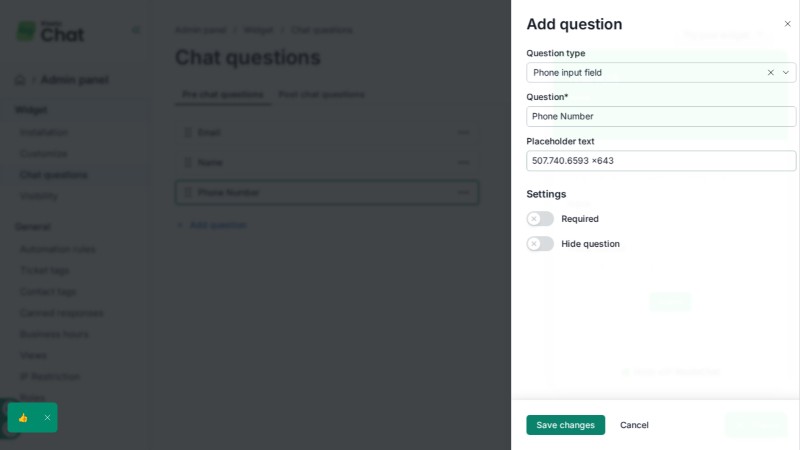 Chat
Admin panel / Widget / Chat questions
/ Admin panel
Chat questions
Widget
Pre chat questions
Post chat questions
Installation
Customize
Chat questions
Visibility
Email
Name
Phone Number
+ Add question
General
Automation rules
Ticket tags
Contact tags
Canned responses
Business hours
Views
IP Restriction
Add question
Question type
Phone input field
Question*
Phone Number
Placeholder text
507.740.6593 x643
Settings
Required
Hide question
Save changes
Cancel